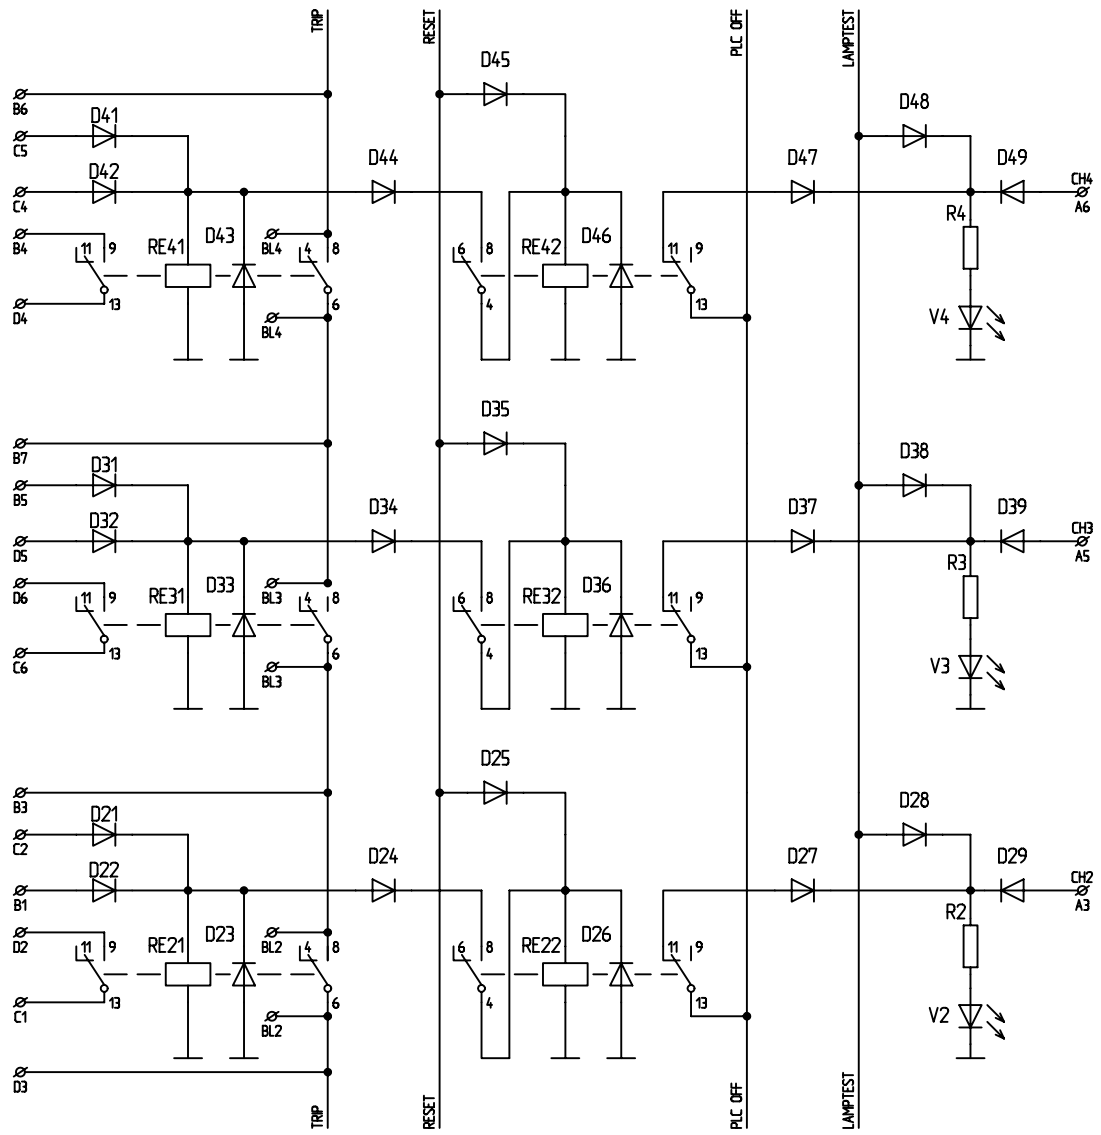 TRIP
RESET
PLC OFF
LAMPTEST
D45
B6
D41
D48
C5
D42
D44
D47
D49
CH4
C4
A6
R4
B4
11
9
RE41
D43
BL4
4
8
6
8
RE42
D46
11
9
D4
13
6
4
13
BL4
V4
D35
B7
D31
D38
B5
D32
D34
D37
D39
CH3
D5
A5
R3
D6
11
9
RE31
D33
BL3
4
8
6
8
RE32
D36
11
9
C6
13
6
4
13
BL3
V3
D25
B3
D21
D28
C2
D22
D24
D27
D29
CH2
B1
A3
R2
D2
11
9
RE21
D23
BL2
4
8
6
8
RE22
D26
11
9
C1
13
6
4
13
BL2
V2
D3
TRIP
RESET
PLC OFF
LAMPTEST